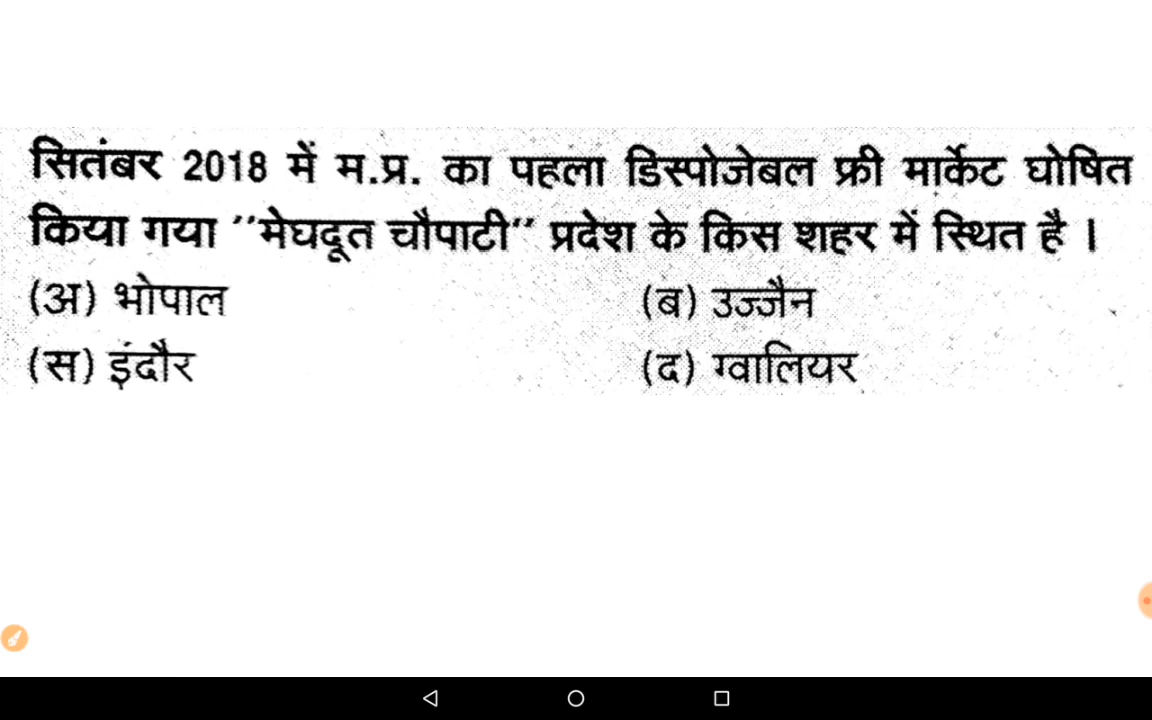 सितंबर 2018 में म.प्र. का पहला डिस्पोजेबल फ्री मार्केट घोषित
किया गया ‘‘मेघदूत चौपाटी’’ प्रदेश के किस शहर में स्थित है ।
(अ) भोपाल (ब) उज्जैन
(स) इंदौर (द) ग्वालियर